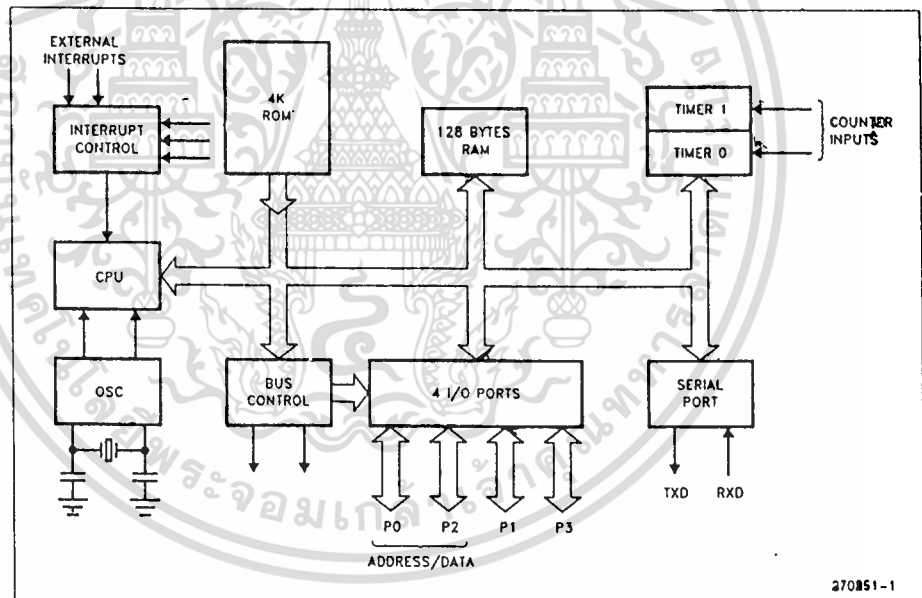 EXTERNAL
INTERRUPTS
INTERRUPT
CONTROL
4K
ROM
128 BYTES
RAM
TIMER 1
TIMER 0
COUNTER
INPUTS
CPU
OSC
BUS
CONTROL
4 I/O PORTS
SERIAL
PORT
TXD
RXD
P0
P2
P1
P3
ADDRESS/DATA
270251-1